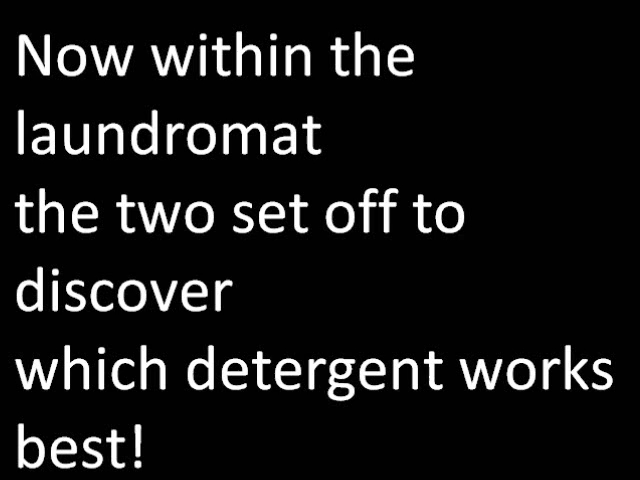 Now within the
laundromat
the two set off to
discover
which detergent works
best!